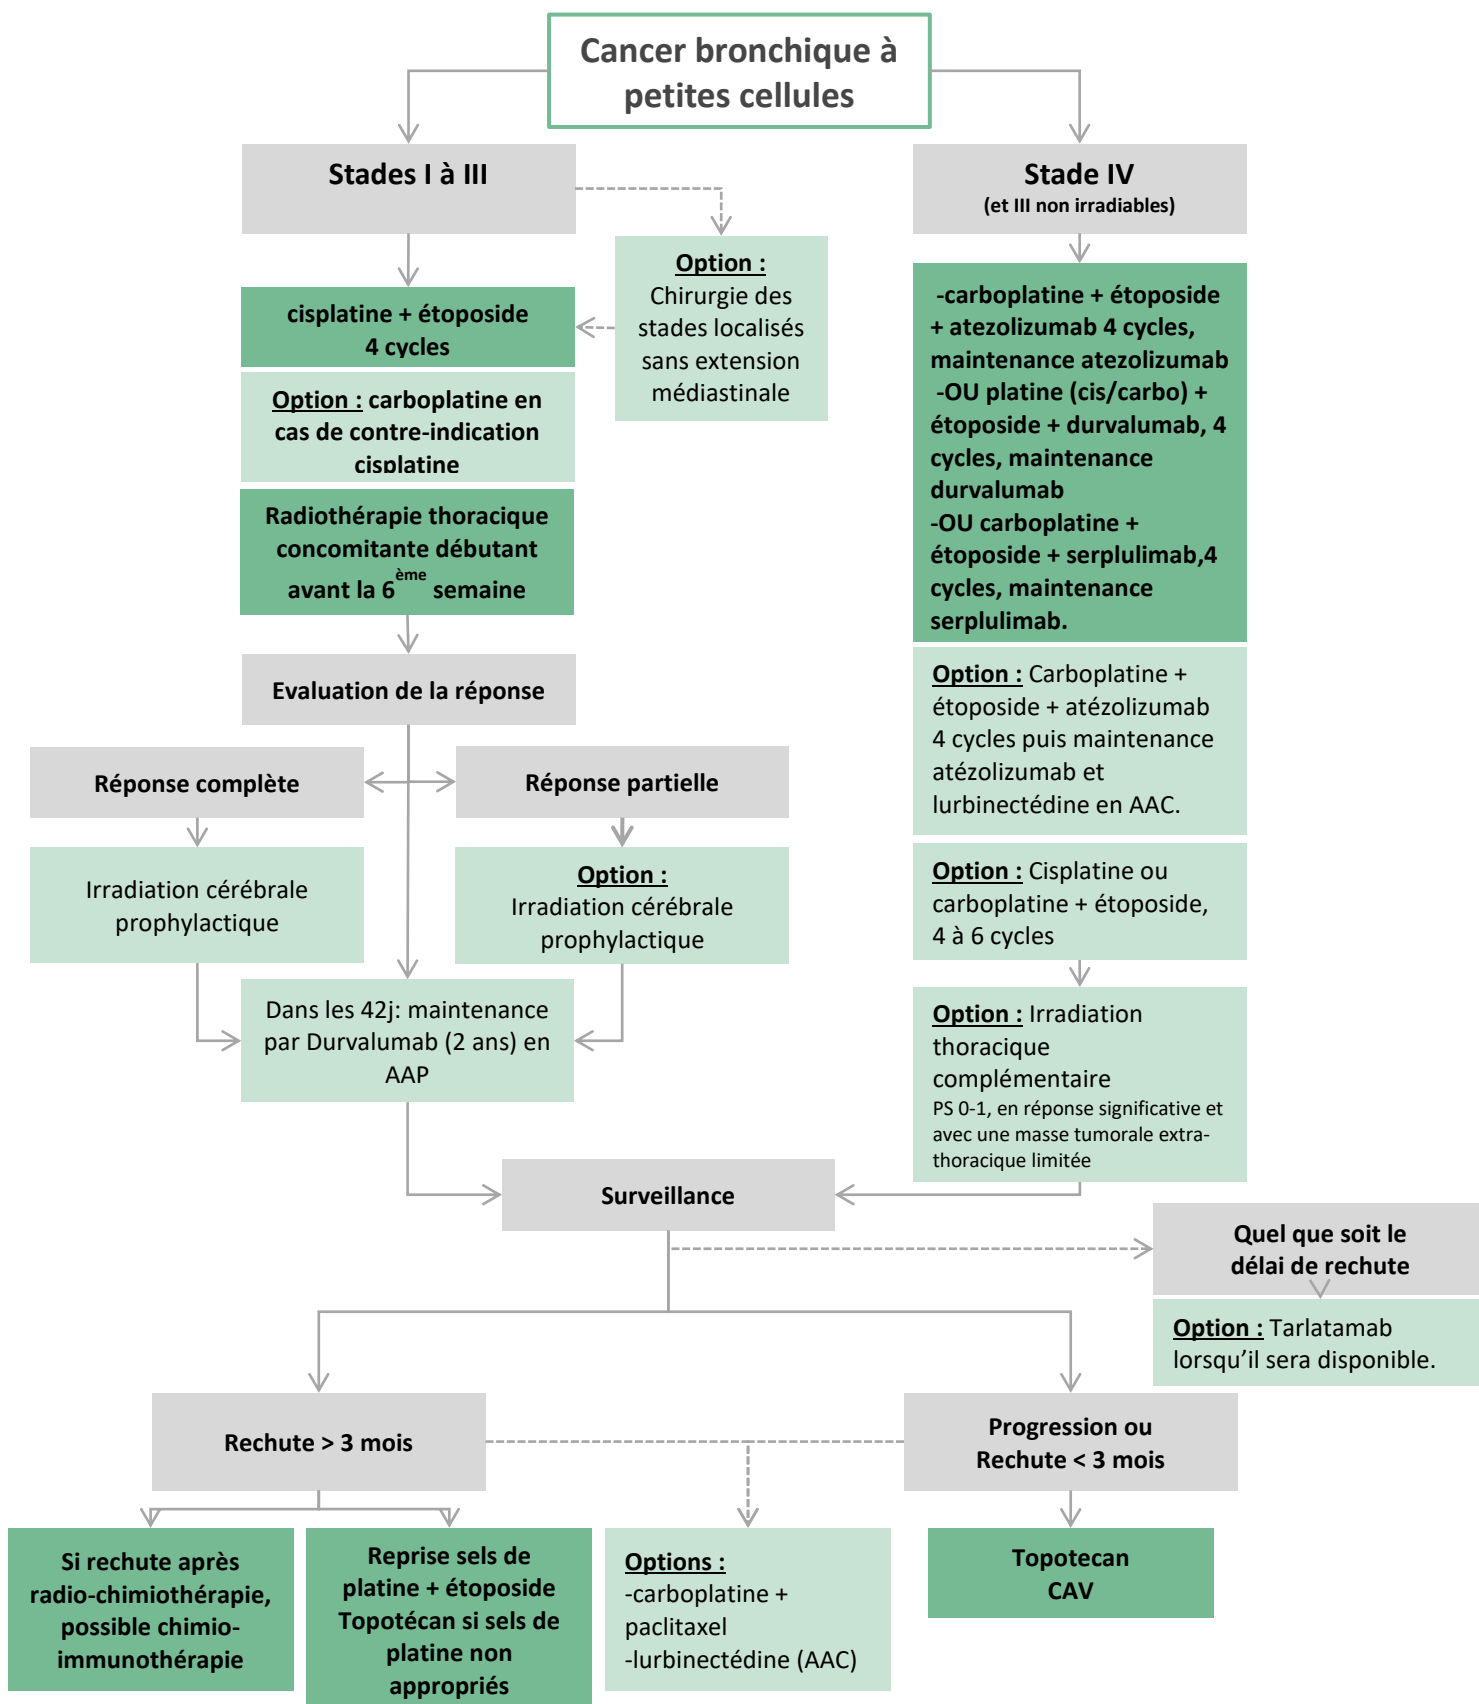 Cancer bronchique à
petites cellules
Stades I à III
Stade IV
(et III non irradiables)
Option :
Chirurgie des
stades localisés
sans extension
médiastinale
cisplatine + étoposide
4 cycles
Option : carboplatine en
cas de contre-indication
cisplatine
Radiothérapie thoracique
concomitante débutant
avant la 6ème semaine
Evaluation de la réponse
Réponse complète
Réponse partielle
Irradiation cérébrale
prophylactique
Option :
Irradiation cérébrale
prophylactique
Dans les 42j: maintenance
par Durvalumab (2 ans) en
AAP
-carboplatine + étoposide
+ atezolizumab 4 cycles,
maintenance atezolizumab
-OU platine (cis/carbo) +
étoposide + durvalumab, 4
cycles, maintenance
durvalumab
-OU carboplatine +
étoposide + serplulimab,4
cycles, maintenance
serplulimab.
Option : Carboplatine +
étoposide + atézolizumab
4 cycles puis maintenance
atézolizumab et
lurbinectédine en AAC.
Option : Cisplatine ou
carboplatine + étoposide,
4 à 6 cycles
Option : Irradiation
thoracique
complémentaire
PS 0-1, en réponse significative et
avec une masse tumorale extra-
thoracique limitée
Surveillance
Quel que soit le
délai de rechute
Option : Tarlatamab
lorsqu’il sera disponible.
Rechute > 3 mois
Progression ou
Rechute < 3 mois
Si rechute après
radio-chimiothérapie,
possible chimio-
immunothérapie
Reprise sels de
platine + étoposide
Topotécan si sels de
platine non
appropriés
Options :
-carboplatine +
paclitaxel
-lurbinectédine (AAC)
Topotecan
CAV